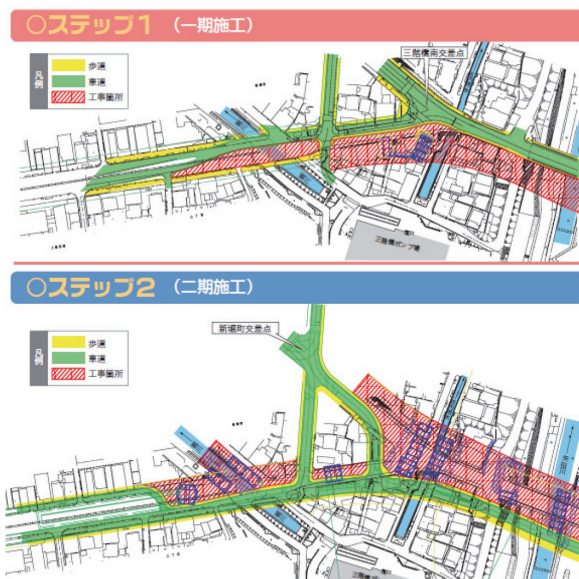 ○ステップ1 （一期施工）
三階橋南交差点
凡例
歩道
車道
工事箇所
三階橋ポンプ場
○ステップ2 （二期施工）
新堀町交差点
凡例
歩道
車道
工事箇所
矢田川